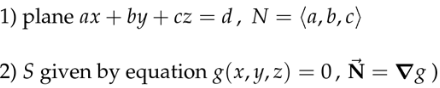 1) plane ax + by + cz = d, N = ⟨a, b, c⟩
2) S given by equation g(x, y, z) = 0, N⃗ = ∇g )